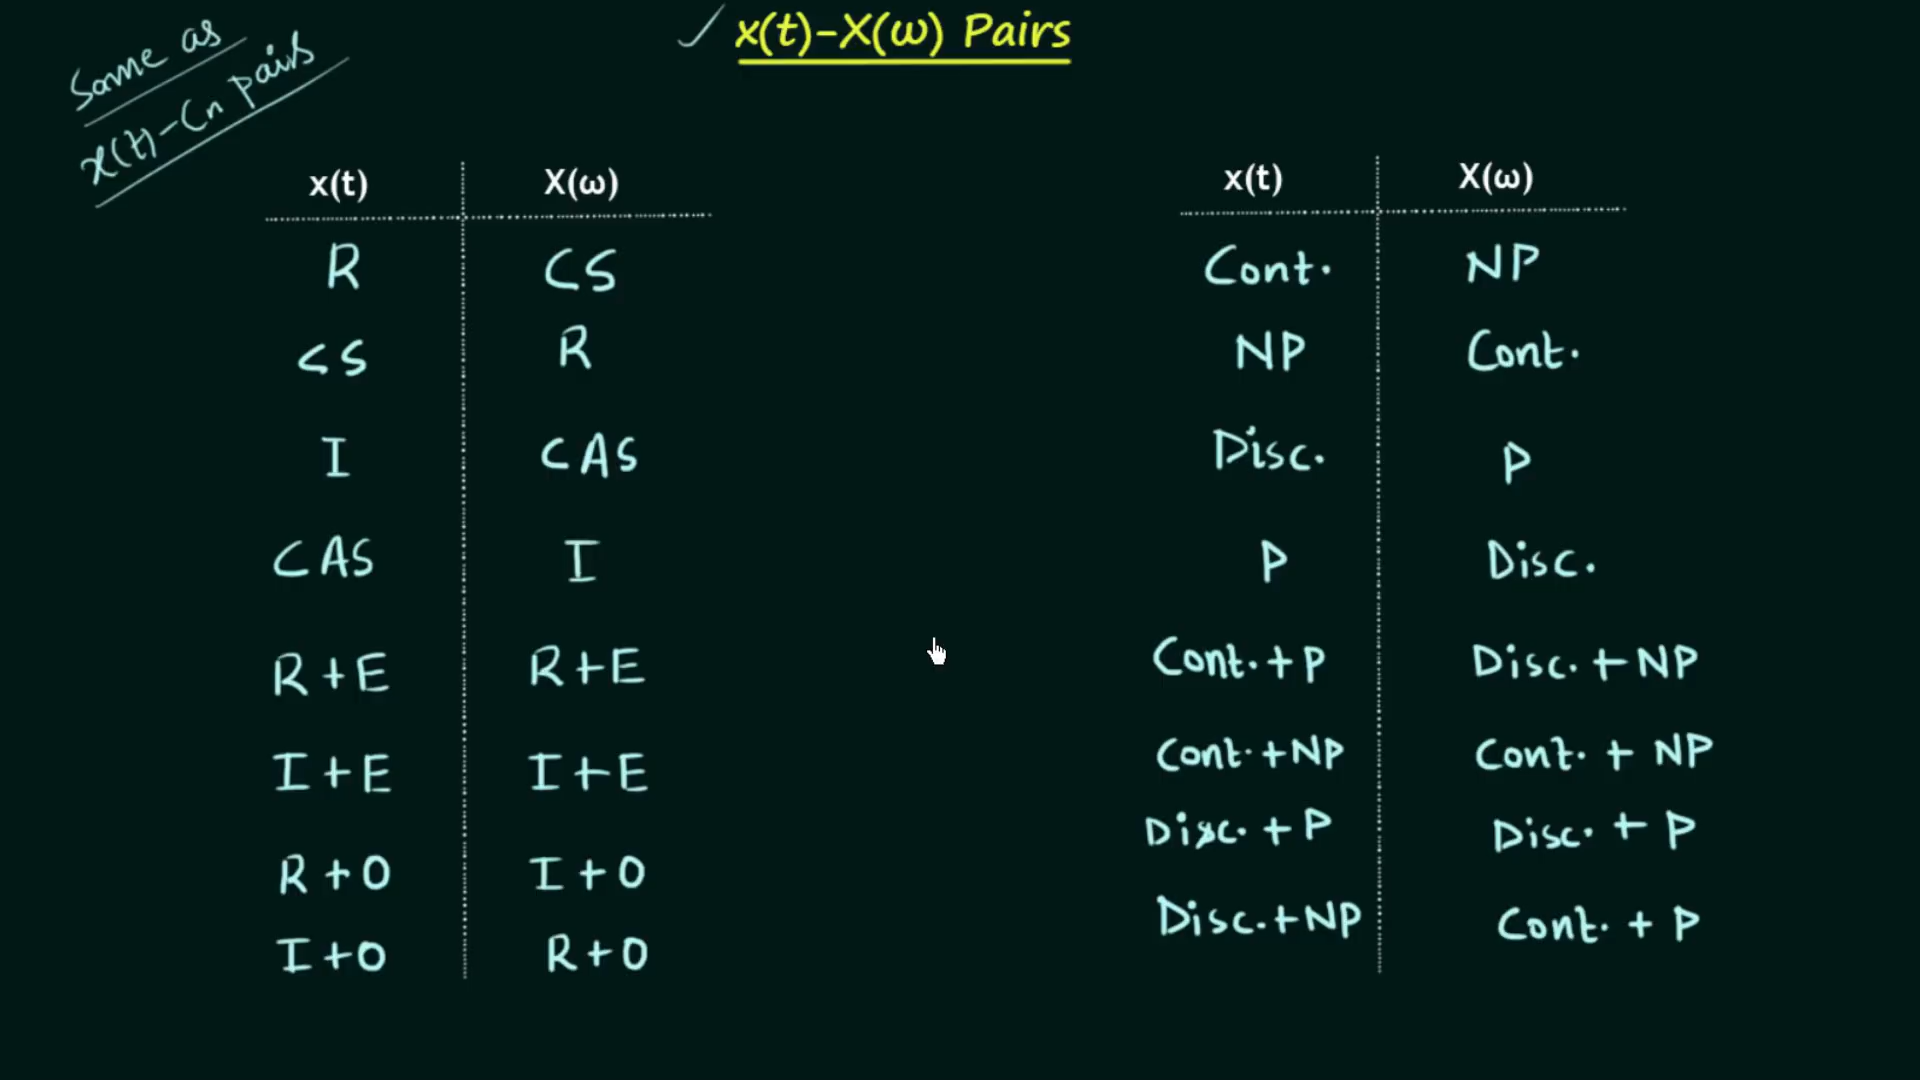 x(t)-X(ω) Pairs
Same as
x(t)-Cn pairs
x(t) X(ω)
R CS
CS R
I CAS
CAS I
R+E R+E
I+E I+E
R+O I+O
I+O R+O
x(t) X(ω)
Cont. NP
NP Cont.
Disc. P
P Disc.
Cont.+P Disc.+NP
Cont.+NP Cont.+NP
Disc.+P Disc.+P
Disc.+NP Cont.+P